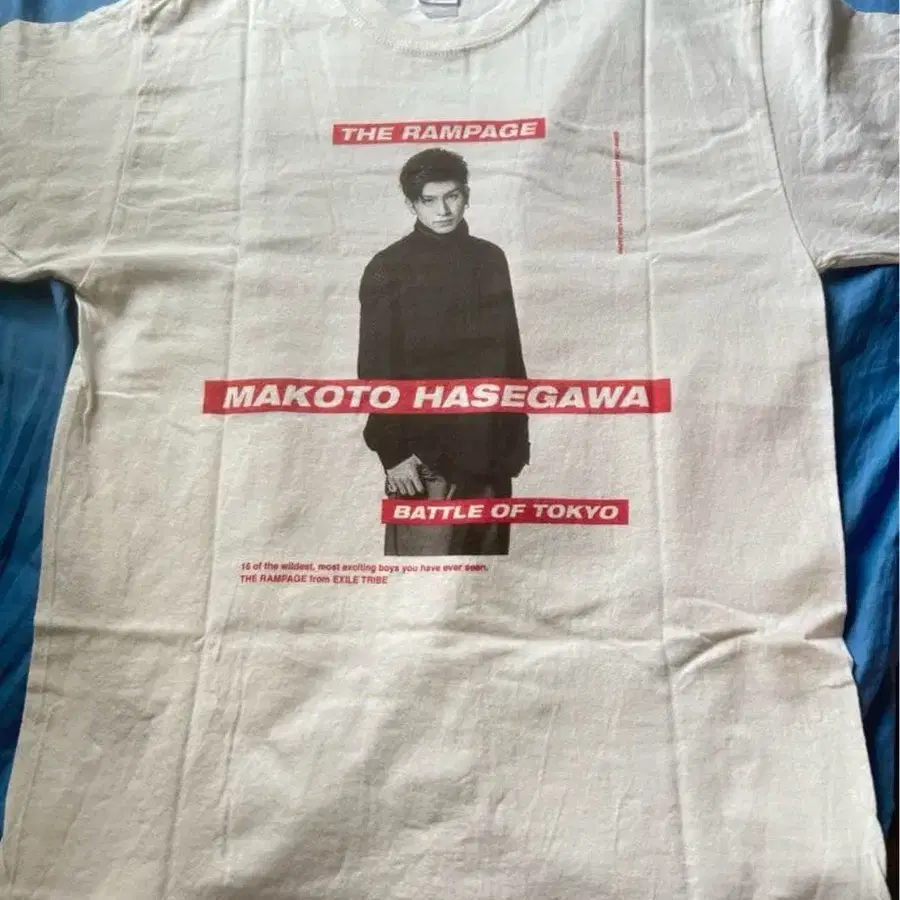 THE RAMPAGE
MAKOTO HASEGAWA
BATTLE OF TOKYO
16 of the wildest, most exciting boys you have ever seen.
THE RAMPAGE from EXILE TRIBE